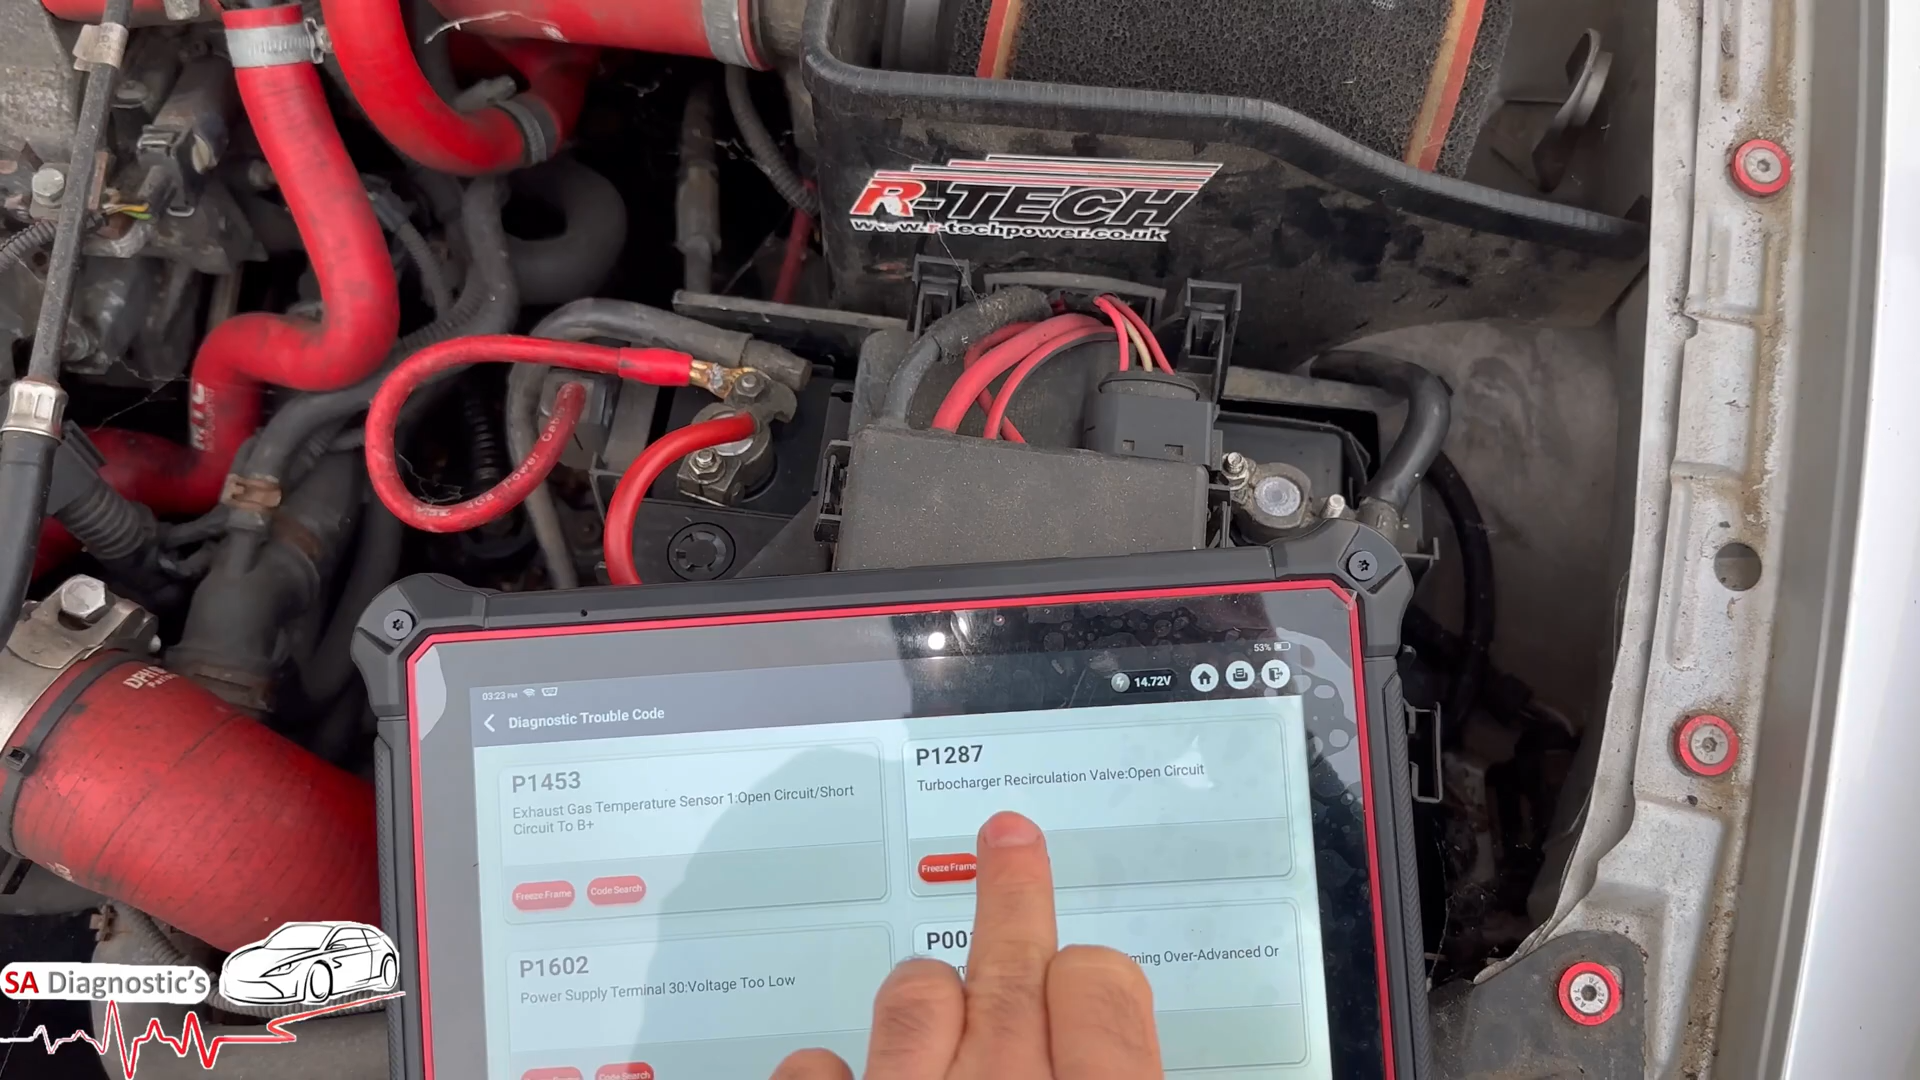 R-TECH
www.r-techpower.co.uk
53%
03:23 PM
14.72V
Diagnostic Trouble Code
P1453
Exhaust Gas Temperature Sensor 1:Open Circuit/Short
Circuit To B+
Freeze Frame
Code Search
P1287
Turbocharger Recirculation Valve:Open Circuit
Freeze Frame
P1602
Power Supply Terminal 30:Voltage Too Low
Code Search
P001
Over-Advanced Or
SA Diagnostic's